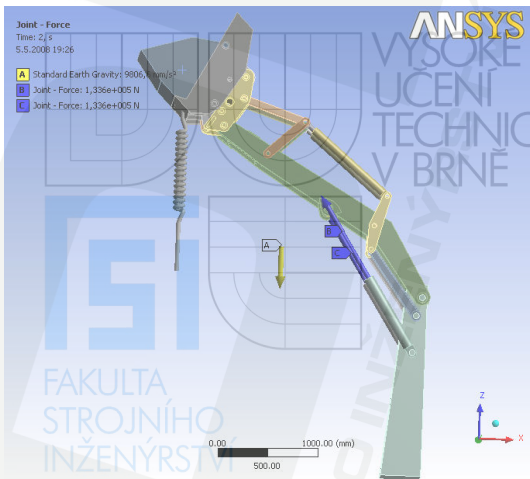 Joint - Force
Time: 2, s
5.5.2008 19:26
A Standard Earth Gravity: 9806,6 mm/s²
B Joint - Force: 1,336e+005 N
C Joint - Force: 1,336e+005 N
ANSYS
VYSOKÉ
UČENÍ
TECHNIC
V BRNĚ
A
B
C
FAKULTA
STROJNÍHO
INŽENÝRSTVÍ
0.00
1000.00 (mm)
500.00
Z
X